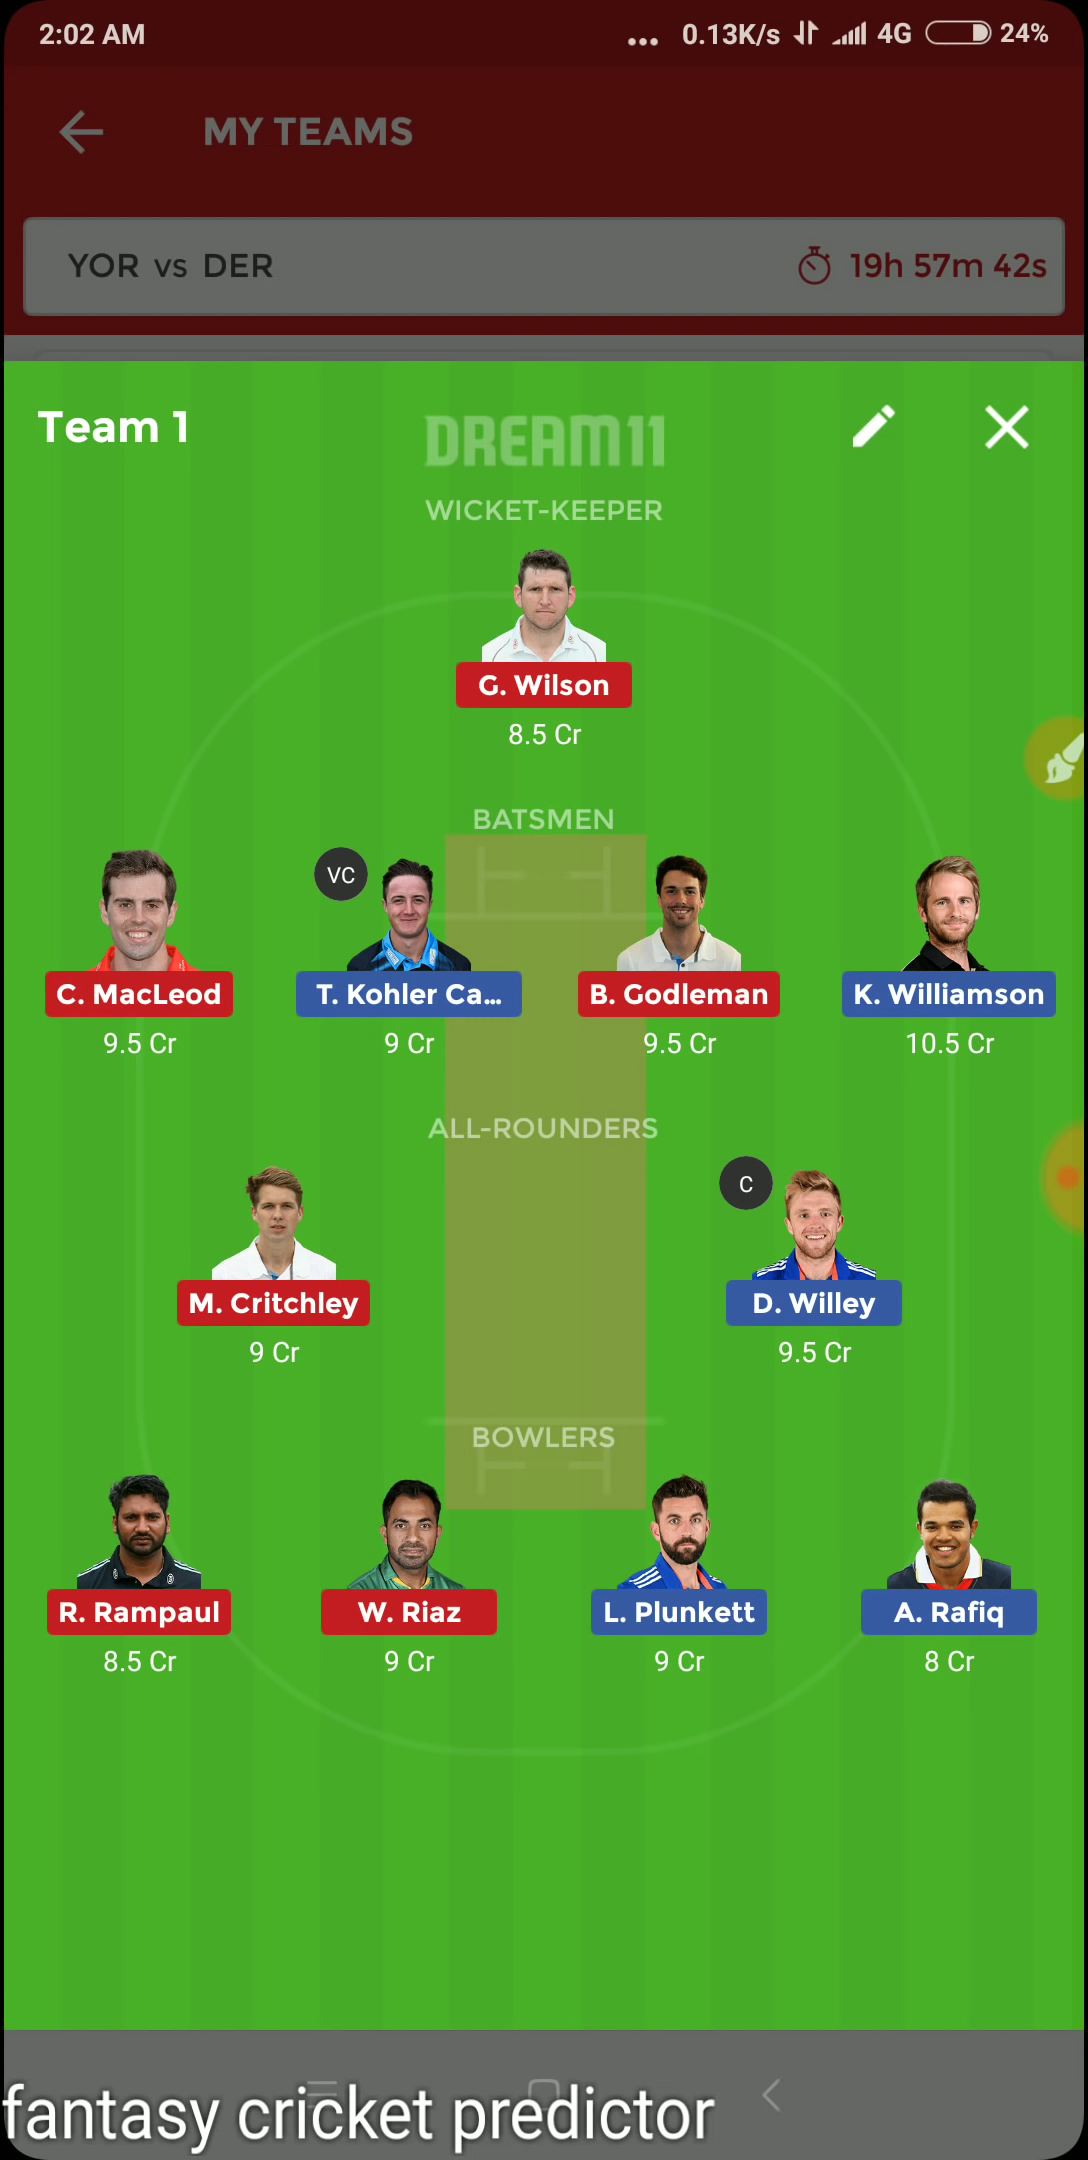 2:02 AM ... 0.13K/s 4G 24%
MY TEAMS
YOR vs DER 19h 57m 42s
Team 1
DREAM11
WICKET-KEEPER
G. Wilson
8.5 Cr
BATSMEN
VC
C. MacLeod T. Kohler Ca... B. Godleman K. Williamson
9.5 Cr 9 Cr 9.5 Cr 10.5 Cr
ALL-ROUNDERS
C
M. Critchley D. Willey
9 Cr 9.5 Cr
BOWLERS
R. Rampaul W. Riaz L. Plunkett A. Rafiq
8.5 Cr 9 Cr 9 Cr 8 Cr
fantasy cricket predictor